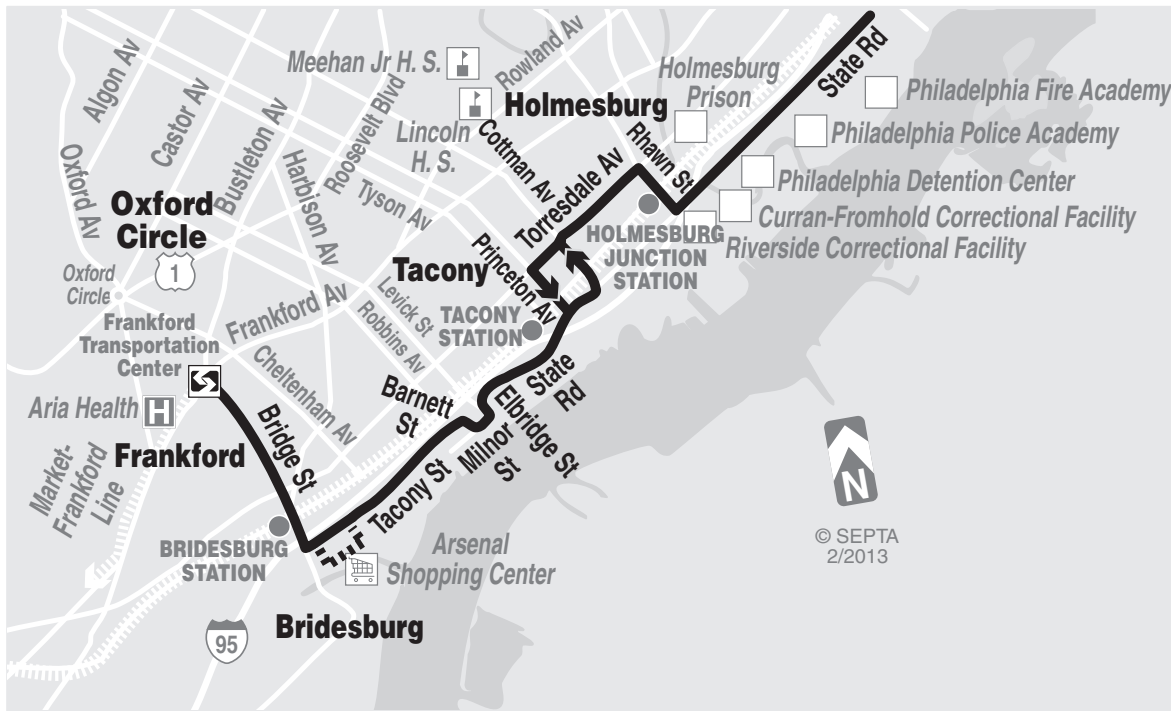 Meehan Jr H. S.
Rowland Av
State Rd
Algon Av
Castor Av
Bustleton Av
Roosevelt Blvd
Holmesburg
Prison
Philadelphia Fire Academy
Lincoln
H. S.
Holmesburg
Cottman Av
Rhawn St
Philadelphia Police Academy
Oxford Av
Harbison Av
Tyson Av
Torresdale Av
Philadelphia Detention Center
Oxford
Circle
1
Curran-Fromhold Correctional Facility
HOLMESBURG
JUNCTION
STATION
Riverside Correctional Facility
Princeton Av
Tacony
Oxford
Circle
Levick St
TACONY
STATION
Frankford Av
Robbins Av
Frankford
Transportation
Center
Cheltenham Av
State
Rd
Barnett
St
Elbridge St
Aria Health
H
Bridge St
Milnor
St
Frankford
Market-
Frankford
Line
Tacony St
N
BRIDESBURG
STATION
Arsenal
Shopping Center
© SEPTA
2/2013
Bridesburg
95